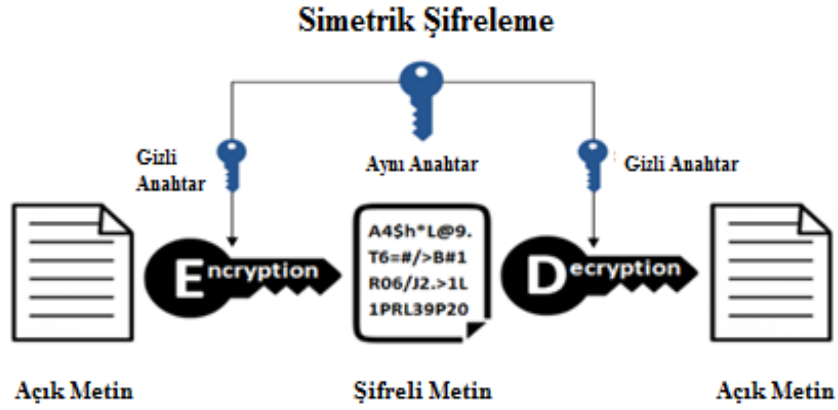 Simetrik Şifreleme
Gizli
Anahtar
Aynı Anahtar
Gizli Anahtar
Encryption
A4$h*L@9.
T6=#/>B#1
R06/J2.>1L
1PRL39P20
Decryption
Açık Metin
Şifreli Metin
Açık Metin